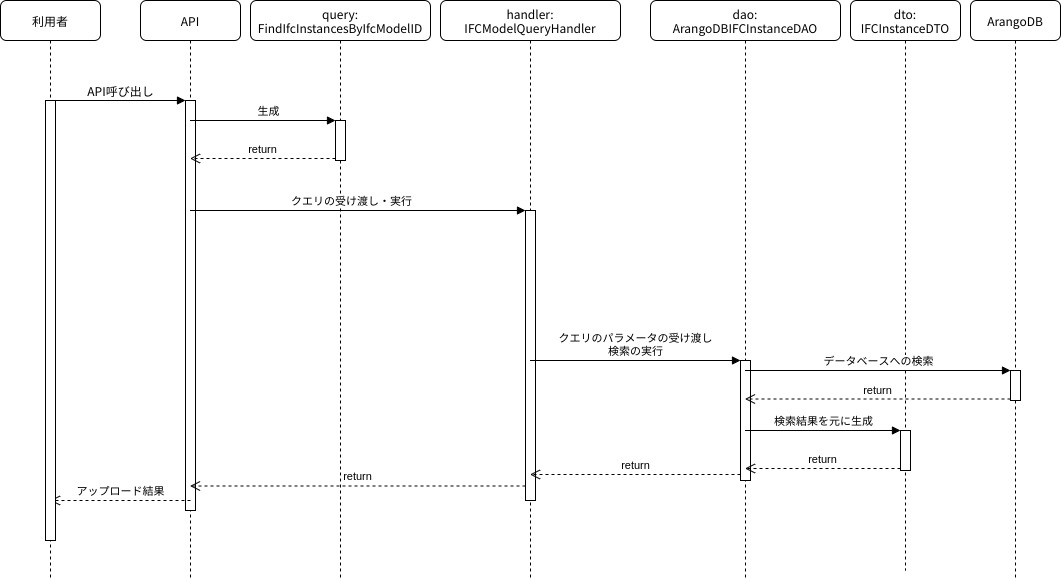 利用者
API
query:
FindIfcInstancesByIfcModelID
handler:
IFCModelQueryHandler
dao:
ArangoDBIFCInstanceDAO
dto:
IFCInstanceDTO
ArangoDB
API呼び出し
生成
return
クエリの受け渡し・実行
クエリのパラメータの受け渡し
検索の実行
データベースへの検索
return
検索結果を元に生成
return
return
return
アップロード結果